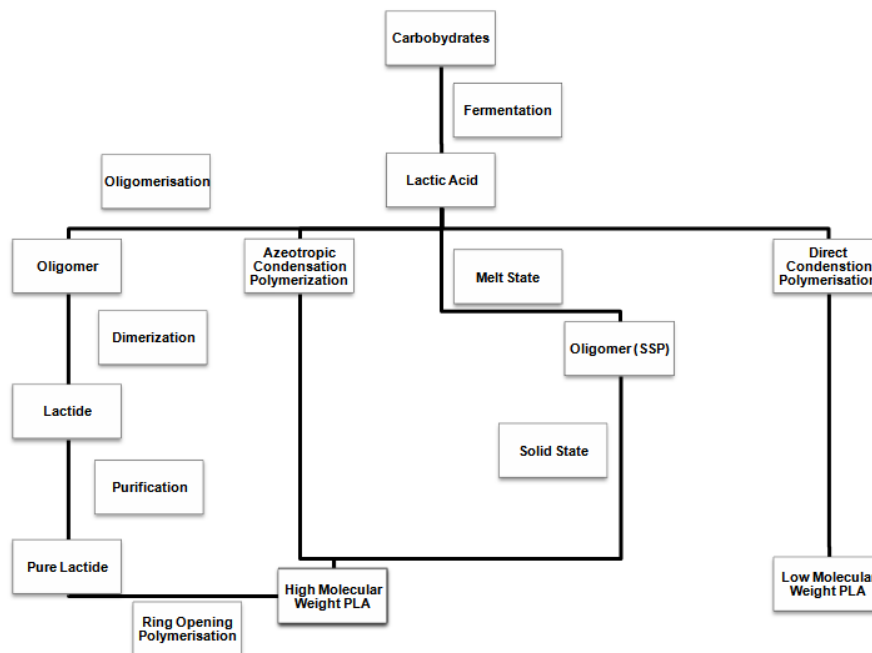 Carbobydrates
Fermentation
Oligomerisation
Lactic Acid
Oligomer
Azeotropic
Condensation
Polymerization
Melt State
Direct
Condenstion
Polymerisation
Dimerization
Oligomer (SSP)
Lactide
Solid State
Purification
Pure Lactide
High Molecular
Weight PLA
Low Molecular
Weight PLA
Ring Opening
Polymerisation